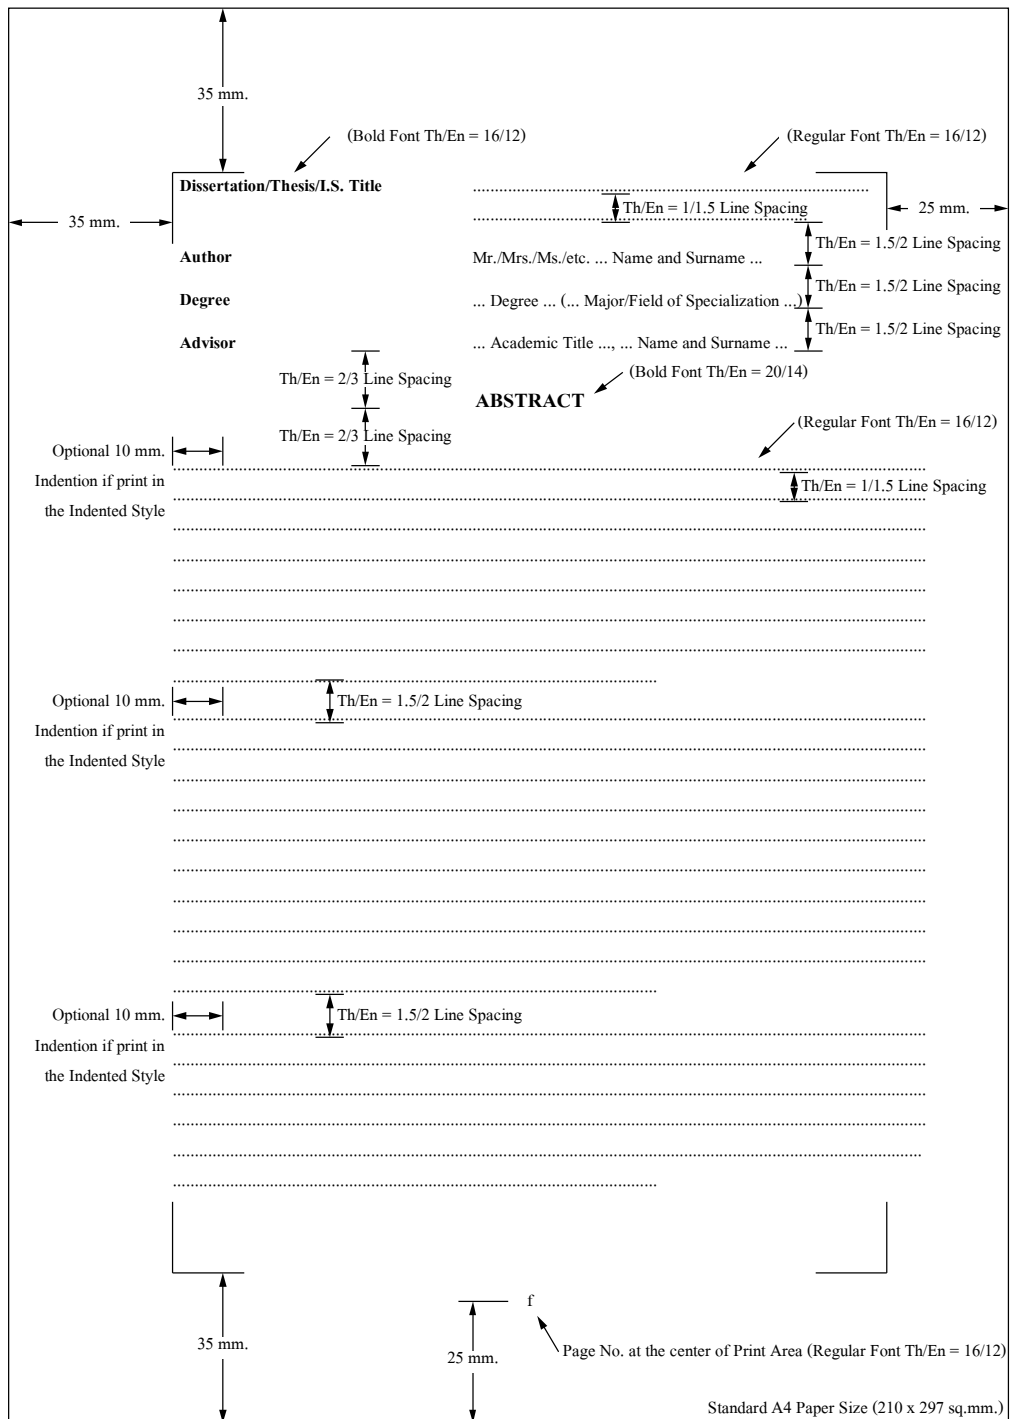 35 mm.
(Bold Font Th/En = 16/12)
(Regular Font Th/En = 16/12)
Dissertation/Thesis/I.S. Title
Th/En = 1/1.5 Line Spacing
35 mm.
25 mm.
Th/En = 1.5/2 Line Spacing
Author Mr./Mrs./Ms./etc. ... Name and Surname ...
Th/En = 1.5/2 Line Spacing
Degree ... Degree ... (... Major/Field of Specialization ...)
Th/En = 1.5/2 Line Spacing
Advisor ... Academic Title ..., ... Name and Surname ...
Th/En = 2/3 Line Spacing
(Bold Font Th/En = 20/14)
ABSTRACT
(Regular Font Th/En = 16/12)
Th/En = 2/3 Line Spacing
Optional 10 mm.
Indention if print in
the Indented Style
Th/En = 1/1.5 Line Spacing
Optional 10 mm.
Indention if print in
the Indented Style
Th/En = 1.5/2 Line Spacing
Optional 10 mm.
Indention if print in
the Indented Style
Th/En = 1.5/2 Line Spacing
f
35 mm.
25 mm.
Page No. at the center of Print Area (Regular Font Th/En = 16/12)
Standard A4 Paper Size (210 x 297 sq.mm.)